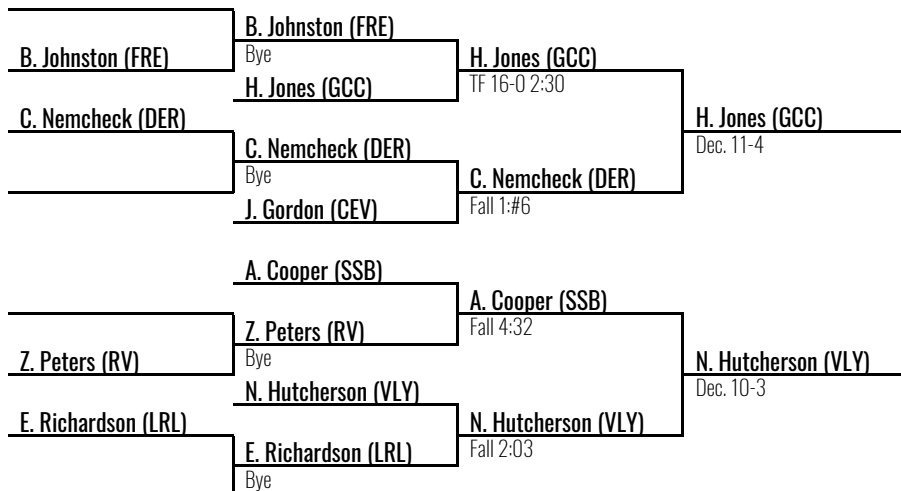 B. Johnston (FRE)
B. Johnston (FRE)
Bye
H. Jones (GCC)
H. Jones (GCC)
TF 16-0 2:30
C. Nemcheck (DER)
H. Jones (GCC)
Dec. 11-4
C. Nemcheck (DER)
Bye
C. Nemcheck (DER)
Fall 1:#6
J. Gordon (CEV)
A. Cooper (SSB)
A. Cooper (SSB)
Fall 4:32
Z. Peters (RV)
Bye
Z. Peters (RV)
N. Hutcherson (VLY)
Dec. 10-3
N. Hutcherson (VLY)
E. Richardson (LRL)
N. Hutcherson (VLY)
Fall 2:03
E. Richardson (LRL)
Bye